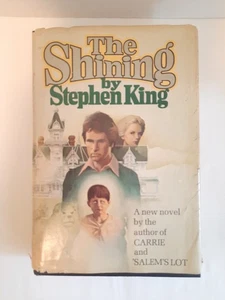 The
Shining
by
Stephen King
A new novel
by the
author of
CARRIE
and
'SALEM'S LOT